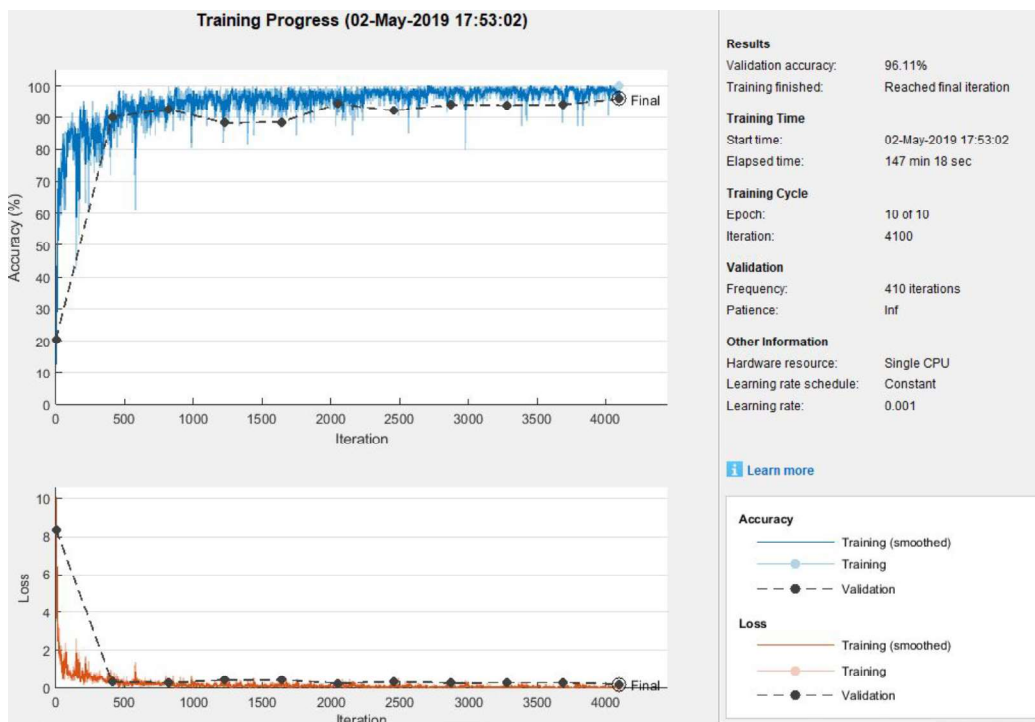 Training Progress (02-May-2019 17:53:02)
100
90
80
70
60
50
40
30
20
10
0
Accuracy (%)
Final
0 500 1000 1500 2000 2500 3000 3500 4000
Iteration
10
8
6
4
2
0
Loss
Final
0 500 1000 1500 2000 2500 3000 3500 4000
Iteration
Results
Validation accuracy: 96.11%
Training finished: Reached final iteration
Training Time
Start time: 02-May-2019 17:53:02
Elapsed time: 147 min 18 sec
Training Cycle
Epoch: 10 of 10
Iteration: 4100
Validation
Frequency: 410 iterations
Patience: Inf
Other Information
Hardware resource: Single CPU
Learning rate schedule: Constant
Learning rate: 0.001
i Learn more
Accuracy
Training (smoothed)
Training
Validation
Loss
Training (smoothed)
Training
Validation